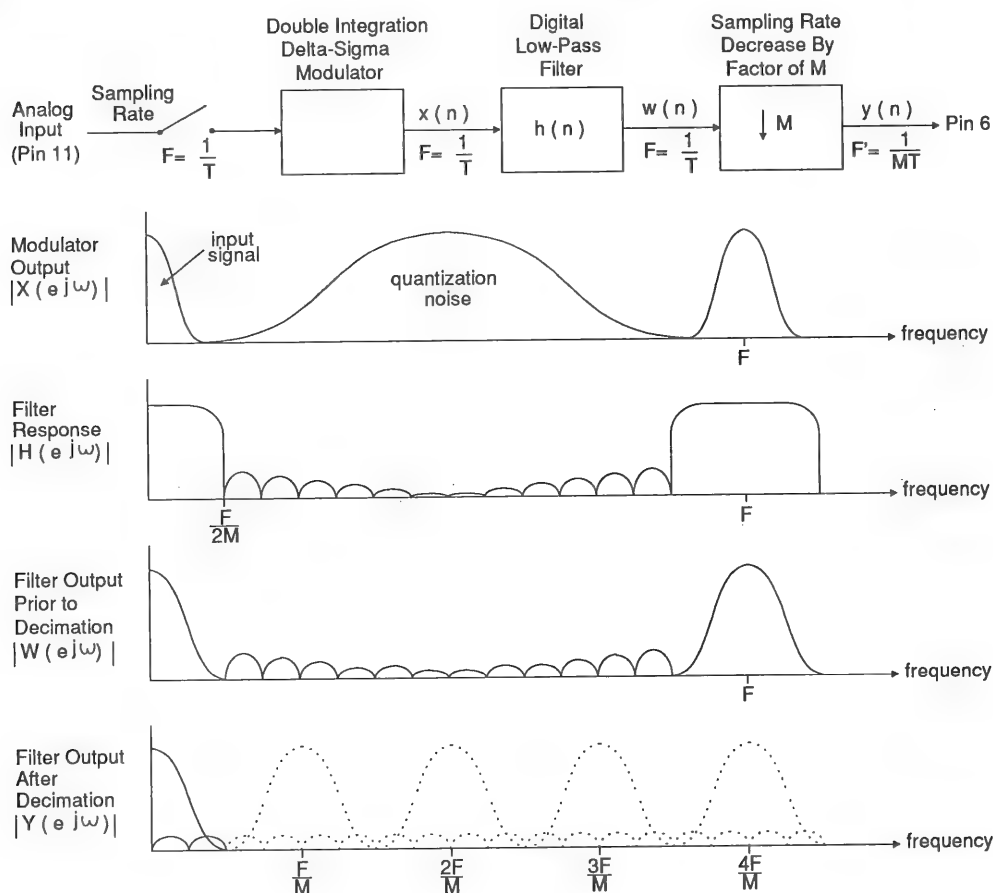 Double Integration
Delta-Sigma
Modulator
Digital
Low-Pass
Filter
Sampling Rate
Decrease By
Factor of M
Analog
Input
(Pin 11)
Sampling
Rate
F= 1/T
x(n)
F= 1/T
h(n)
w(n)
F= 1/T
↓ M
y(n)
F'= 1/MT
Pin 6
Modulator
Output
|X(e jω)|
input
signal
quantization
noise
frequency
F
Filter
Response
|H(e jω)|
frequency
F/2M
F
Filter Output
Prior to
Decimation
|W(e jω)|
frequency
F
Filter Output
After
Decimation
|Y(e jω)|
frequency
F/M
2F/M
3F/M
4F/M